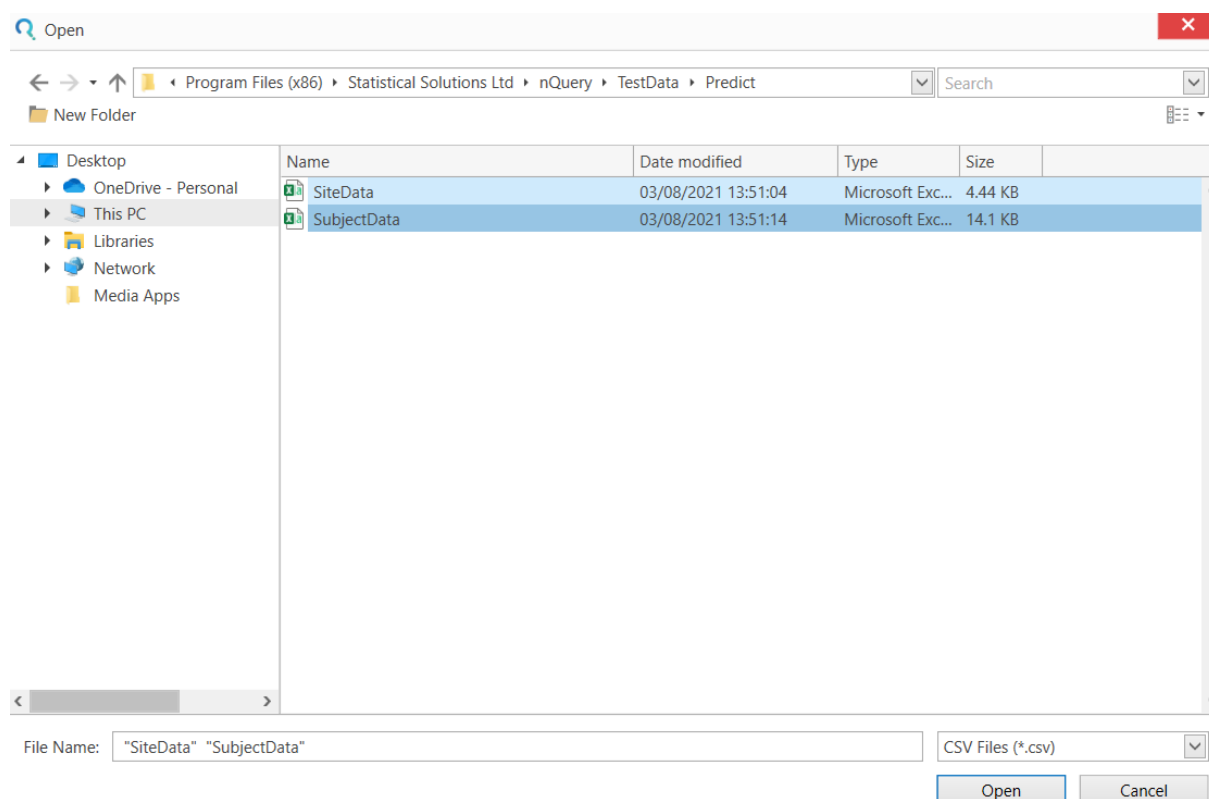 Open
Program Files (x86) Statistical Solutions Ltd nQuery TestData Predict Search
New Folder
Desktop
OneDrive - Personal
This PC
Libraries
Network
Media Apps
Name Date modified Type Size
SiteData 03/08/2021 13:51:04 Microsoft Exc... 4.44 KB
SubjectData 03/08/2021 13:51:14 Microsoft Exc... 14.1 KB
File Name: "SiteData" "SubjectData" CSV Files (*.csv)
Open Cancel